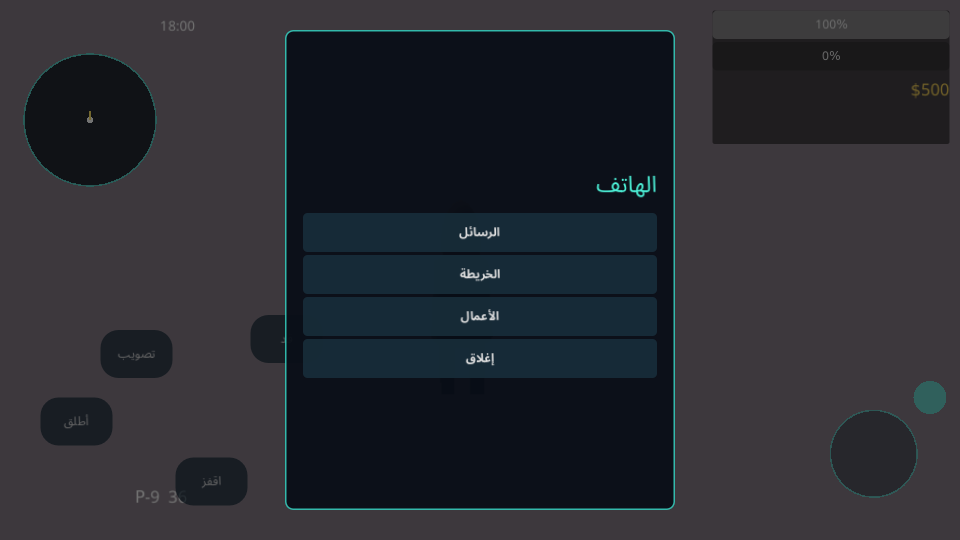 18:00
100%
0%
$500
الهاتف
الرسائل
الخريطة
الأعمال
إغلاق
تصويب
أطلق
اقفز
P-9